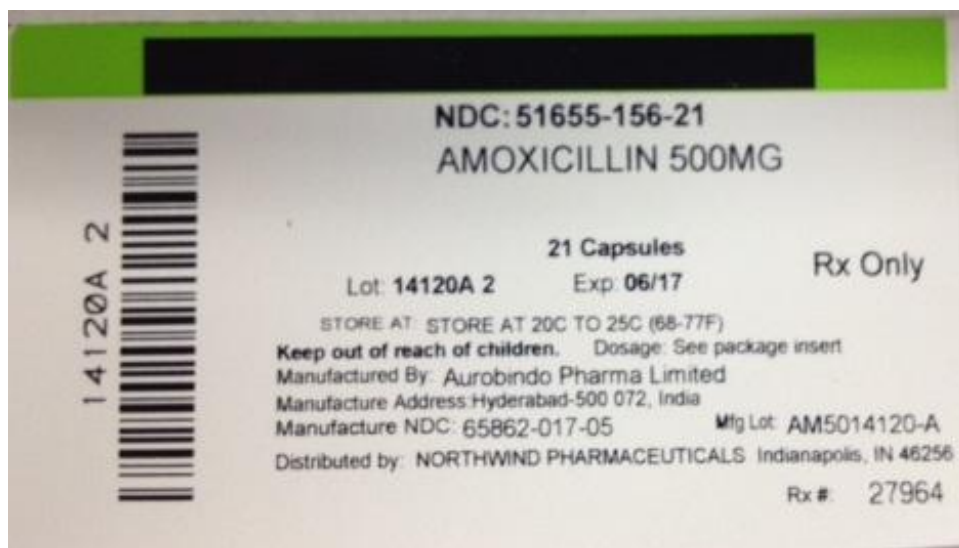 NDC: 51655-156-21
AMOXICILLIN 500MG
21 Capsules
Rx Only
Lot: 14120A 2 Exp: 06/17
STORE AT: STORE AT 20C TO 25C (68-77F)
Keep out of reach of children. Dosage: See package insert
Manufactured By: Aurobindo Pharma Limited
Manufacture Address:Hyderabad-500 072, India
Manufacture NDC: 65862-017-05 Mfg Lot: AM5014120-A
Distributed by: NORTHWIND PHARMACEUTICALS Indianapolis, IN 46256
Rx #: 27964
14120A 2